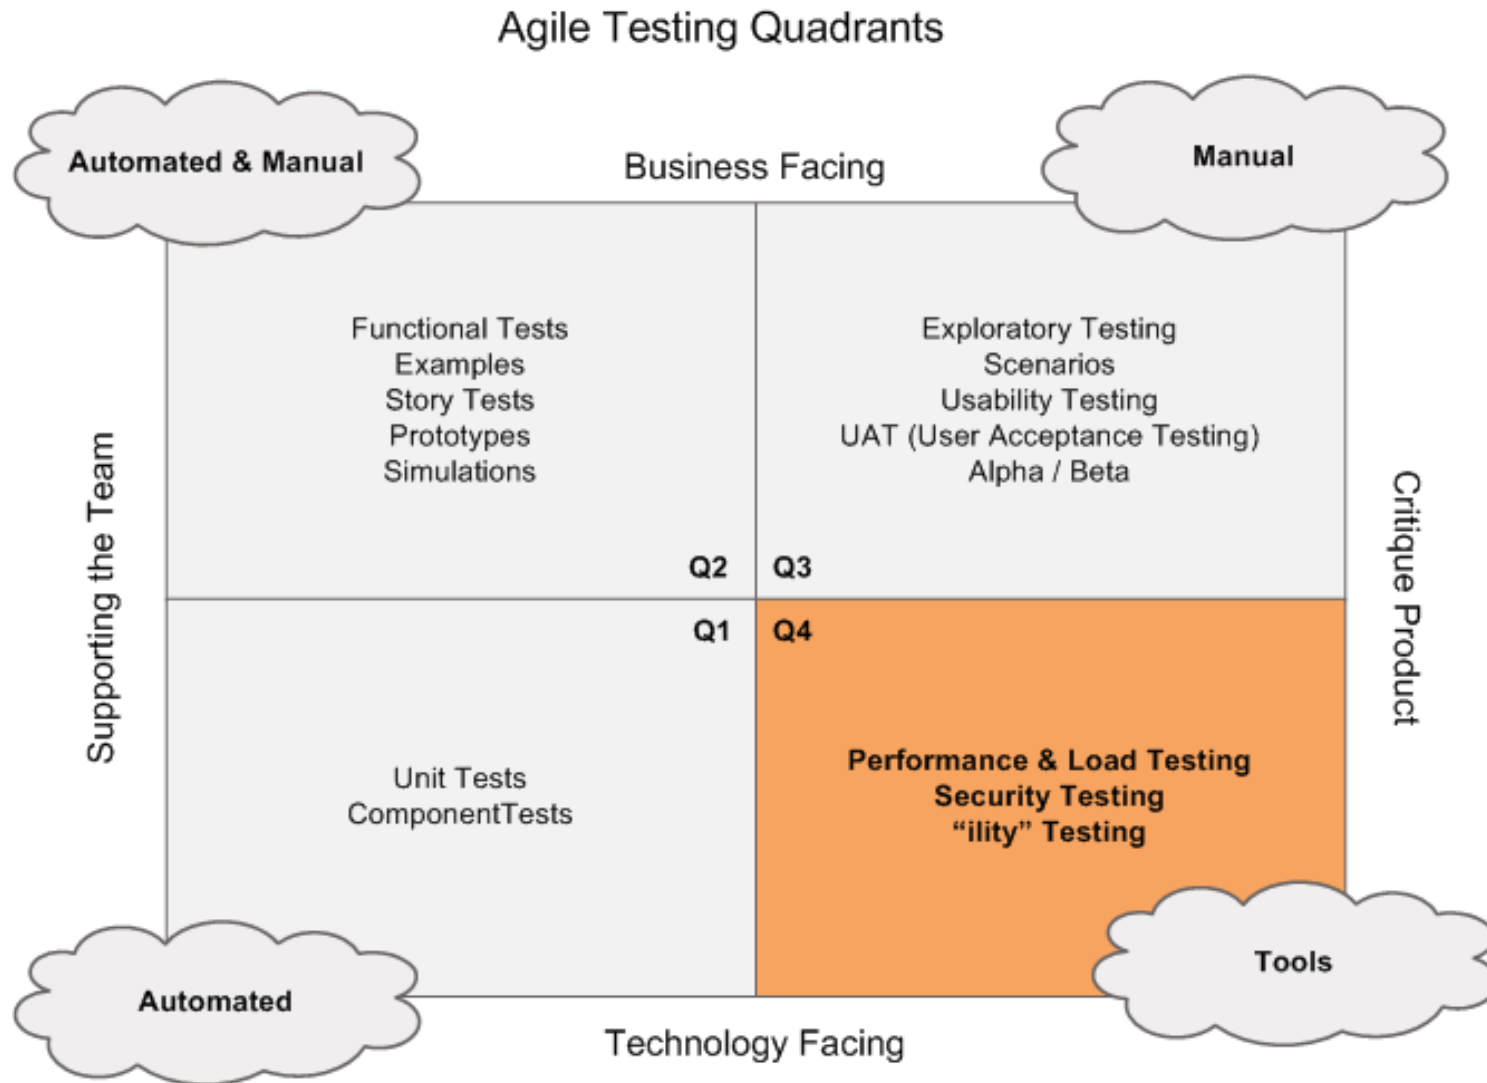 Agile Testing Quadrants
Automated & Manual
Business Facing
Manual
Functional Tests
Examples
Story Tests
Prototypes
Simulations
Q2
Exploratory Testing
Scenarios
Usability Testing
UAT (User Acceptance Testing)
Alpha / Beta
Q3
Supporting the Team
Critique Product
Q1
Unit Tests
ComponentTests
Q4
Performance & Load Testing
Security Testing
“ility” Testing
Automated
Tools
Technology Facing